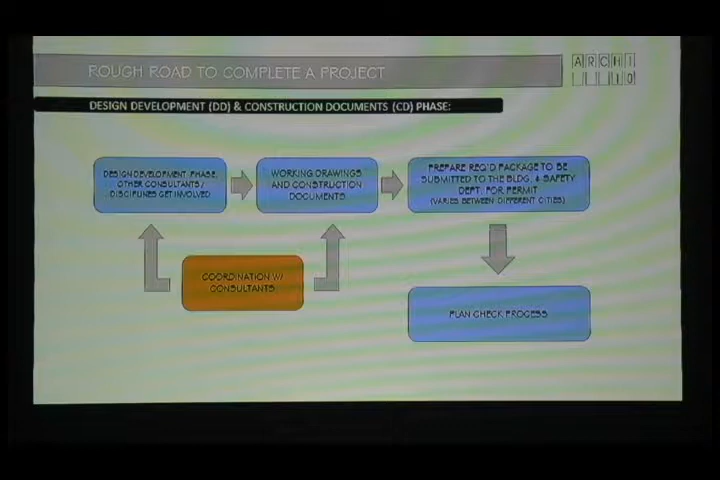 ROUGH ROAD TO COMPLETE A PROJECT
ARCHI
10
DESIGN DEVELOPMENT (DD) & CONSTRUCTION DOCUMENTS (CD) PHASE:
DESIGN DEVELOPMENT PHASE,
OTHER CONSULTANTS /
DISCIPLINES GET INVOLVED
WORKING DRAWINGS
AND CONSTRUCTION
DOCUMENTS
PREPARE REQ'D PACKAGE TO BE
SUBMITTED TO THE BLDG. & SAFETY
DEPT. FOR PERMIT
(VARIES BETWEEN DIFFERENT CITIES)
COORDINATION W/
CONSULTANTS
PLAN CHECK PROCESS